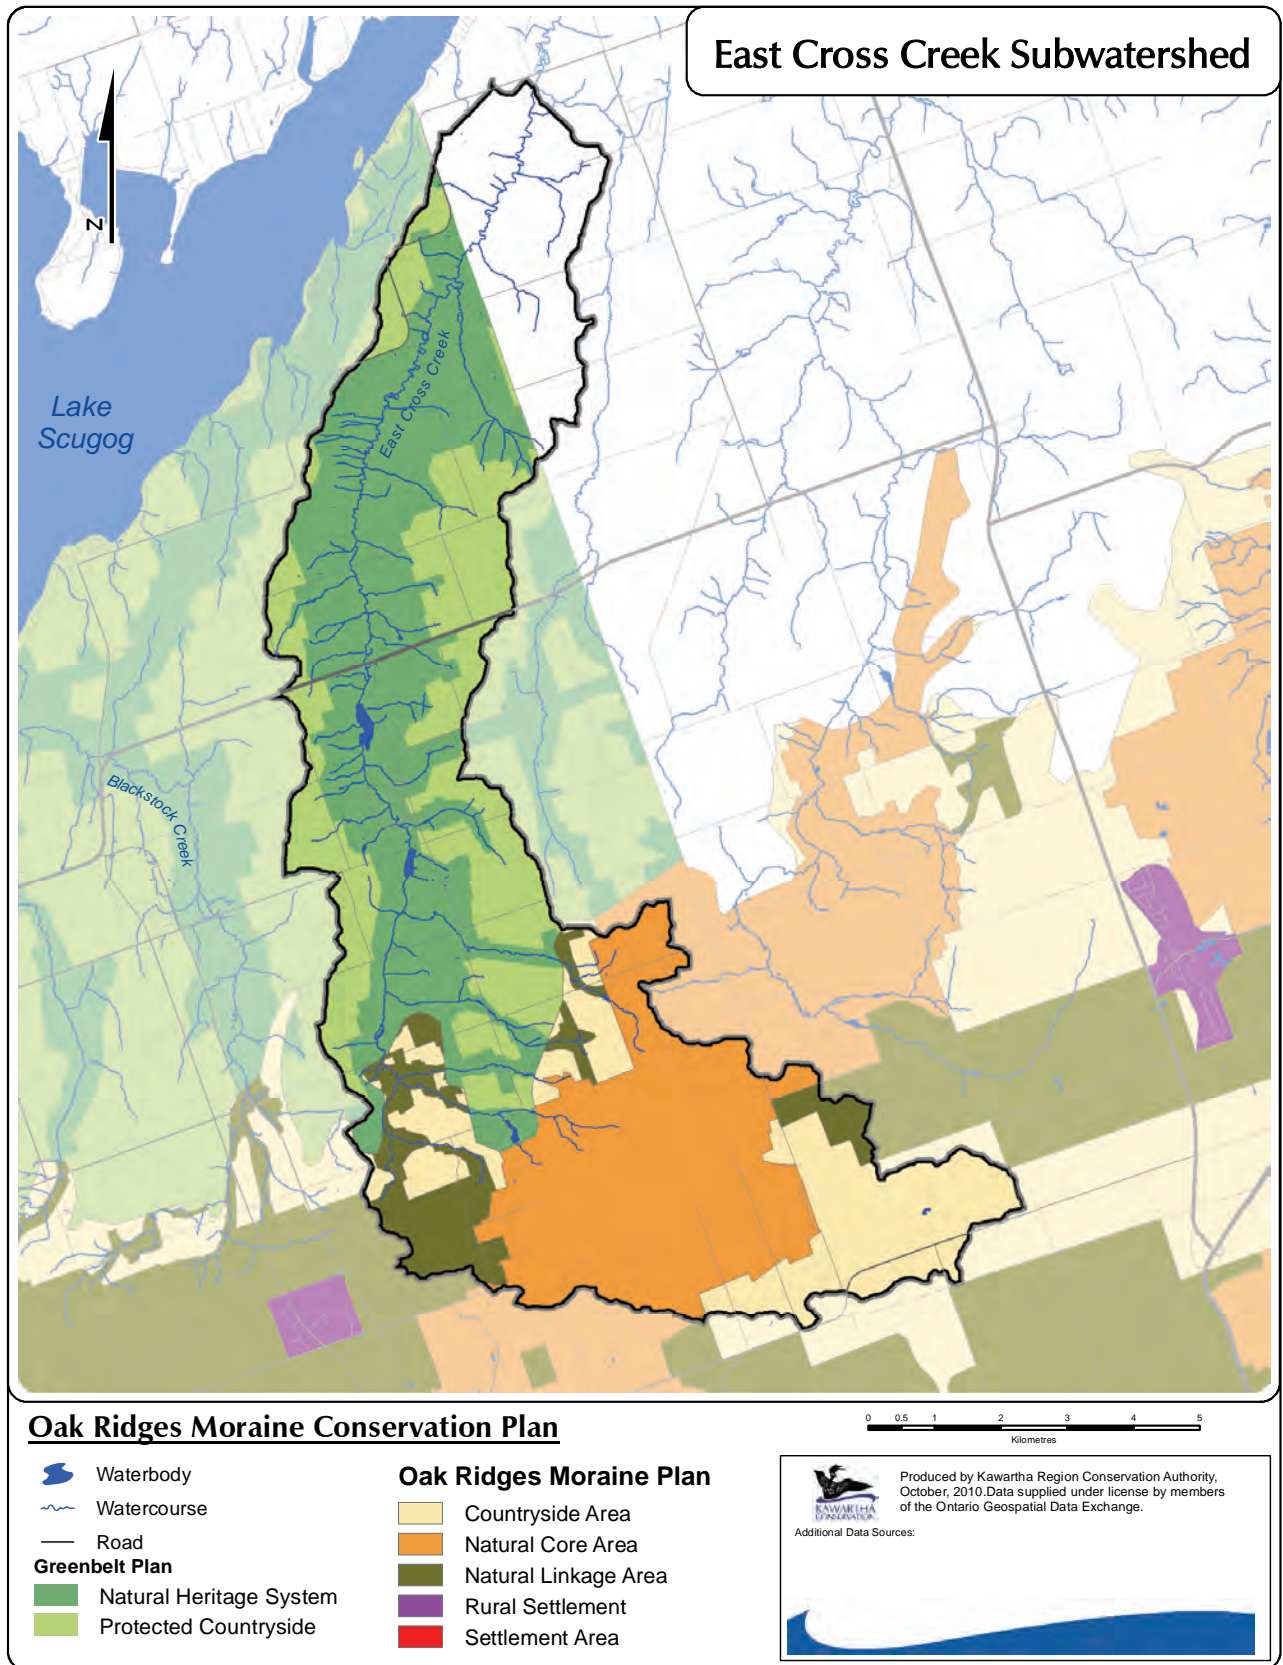 East Cross Creek Subwatershed
N
Lake
Scugog
East Cross Creek
Blackstock Creek
Oak Ridges Moraine Conservation Plan
Waterbody
Watercourse
Road
Greenbelt Plan
Natural Heritage System
Protected Countryside
Oak Ridges Moraine Plan
Countryside Area
Natural Core Area
Natural Linkage Area
Rural Settlement
Settlement Area
0 0.5 1 2 3 4 5
Kilometres
KAWARTHA
CONSERVATION
Produced by Kawartha Region Conservation Authority,
October, 2010.Data supplied under license by members
of the Ontario Geospatial Data Exchange.
Additional Data Sources: